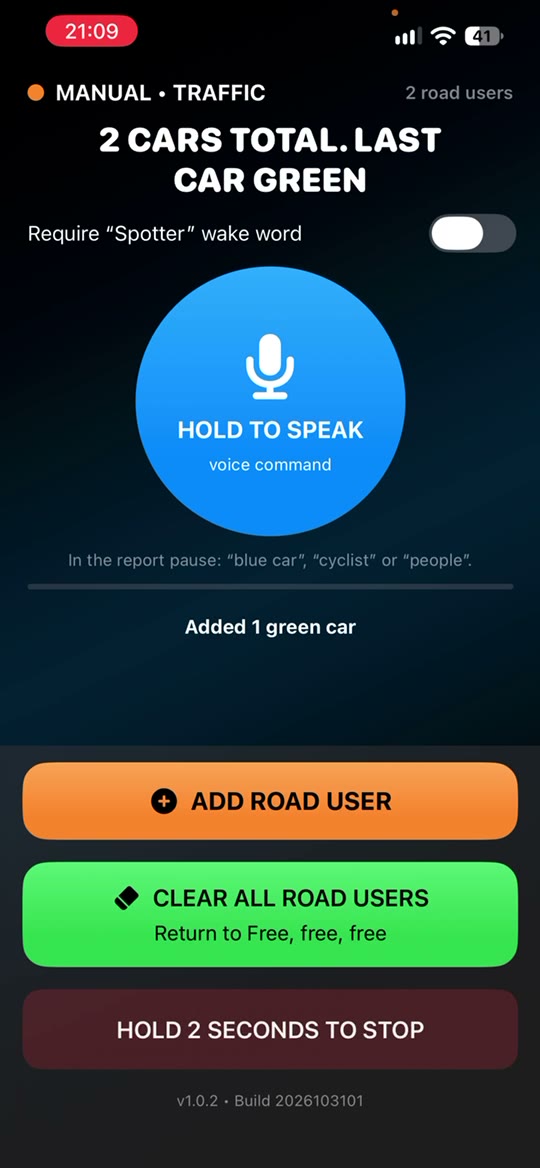 21:09
41
MANUAL • TRAFFIC
2 road users
2 CARS TOTAL. LAST
CAR GREEN
Require “Spotter” wake word
HOLD TO SPEAK
voice command
In the report pause: “blue car”, “cyclist” or “people”.
Added 1 green car
ADD ROAD USER
CLEAR ALL ROAD USERS
Return to Free, free, free
HOLD 2 SECONDS TO STOP
v1.0.2 • Build 2026103101